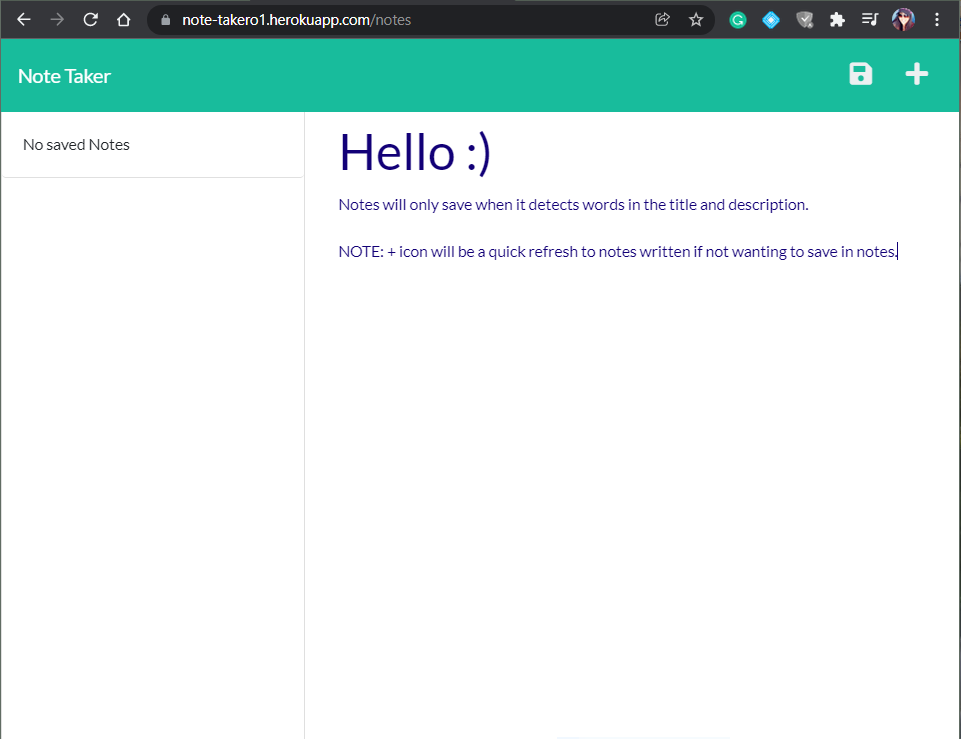 note-takero1.herokuapp.com/notes
Note Taker
No saved Notes
Hello :)
Notes will only save when it detects words in the title and description.
NOTE: + icon will be a quick refresh to notes written if not wanting to save in notes.